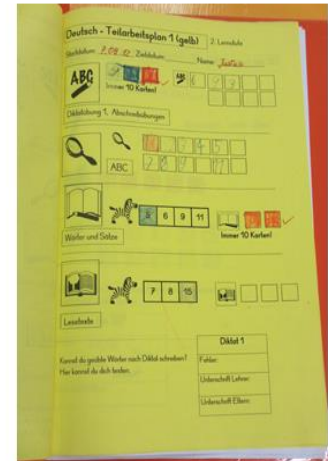 Deutsch - Teilarbeitsplan 1 (gelb)
2. Lernstufe
Startdatum: Zieldatum: Name:
ABC
Immer 10 Karten!
Diktatübung 1, Abschreibübungen
ABC
6 9 11
Immer 10 Karten!
Wörter und Sätze
7 8 15
Lesetexte
Diktat 1
Kannst du geübte Wörter nach Diktat schreiben?
Hier kannst du dich testen.
Fehler:
Unterschrift Lehrer:
Unterschrift Eltern: